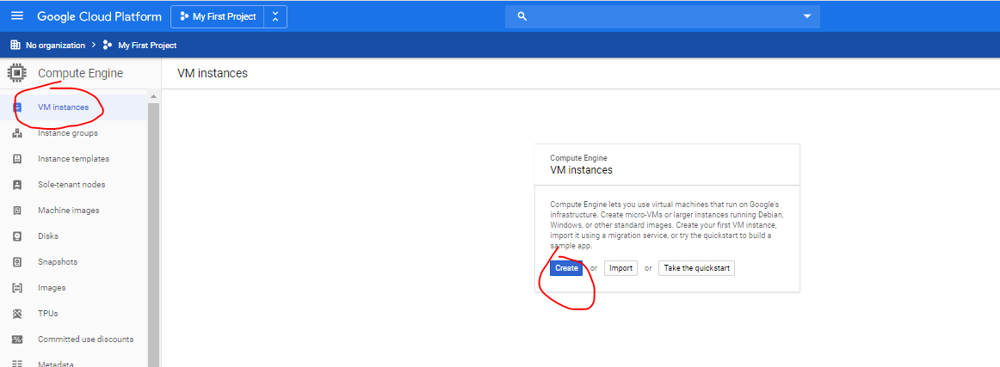 Google Cloud Platform My First Project
No organization > My First Project
Compute Engine
VM instances
VM instances
Instance groups
Instance templates
Sole-tenant nodes
Machine images
Disks
Snapshots
Images
TPUs
Committed use discounts
Metadata
Compute Engine
VM instances
Compute Engine lets you use virtual machines that run on Google's
infrastructure. Create micro-VMs or larger instances running Debian,
Windows, or other standard images. Create your first VM instance,
import it using a migration service, or try the quickstart to build a
sample app.
Create or Import or Take the quickstart